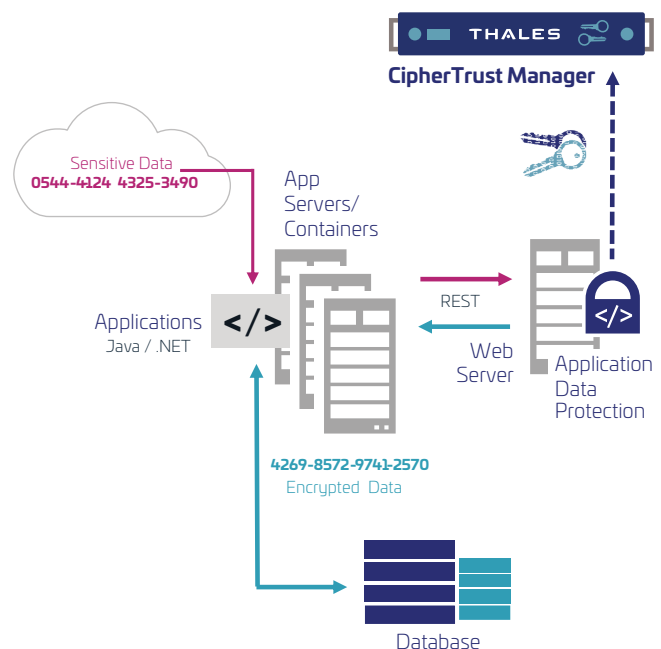 THALES
CipherTrust Manager
Sensitive Data
0544-4124 4325-3490
App
Servers/
Containers
</>
Applications
Java / .NET
REST
Web
Server
</>
Application
Data
Protection
4269-8572-9741-2570
Encrypted Data
Database